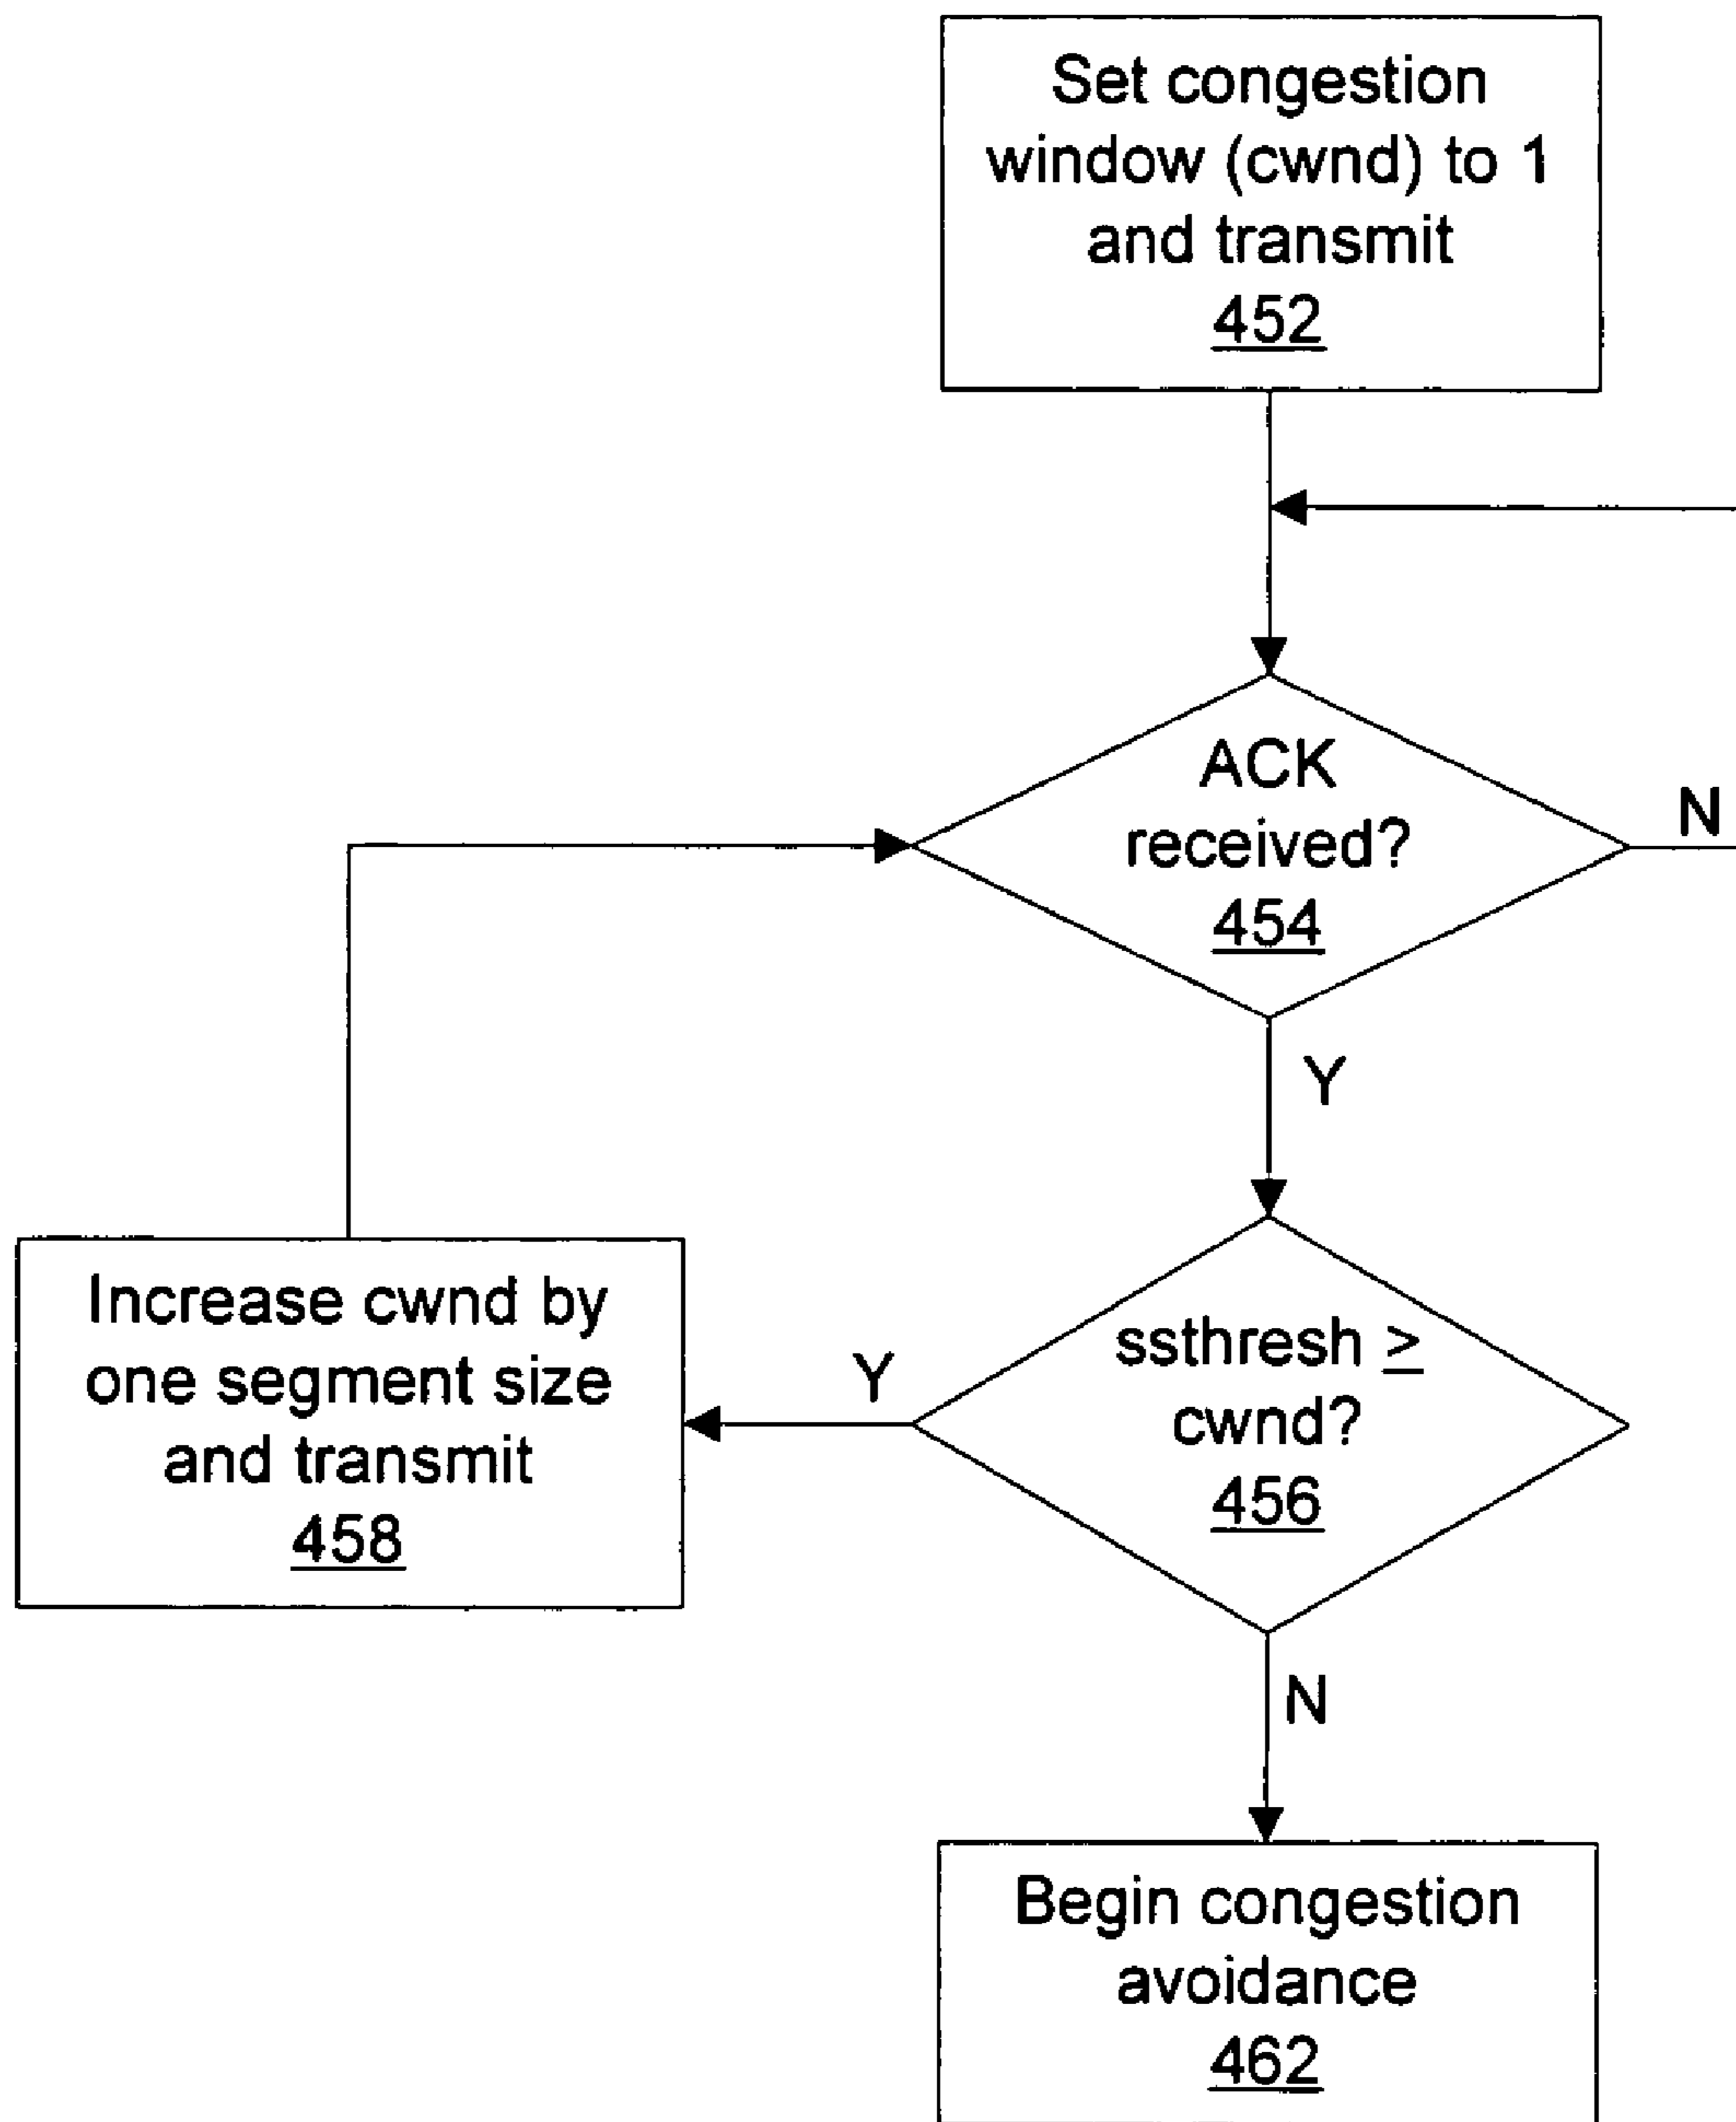 Set congestion
window (cwnd) to 1
and transmit
452
ACK
received?
454
N
Y
Increase cwnd by
one segment size
and transmit
458
Y
ssthresh ≥
cwnd?
456
N
Begin congestion
avoidance
462